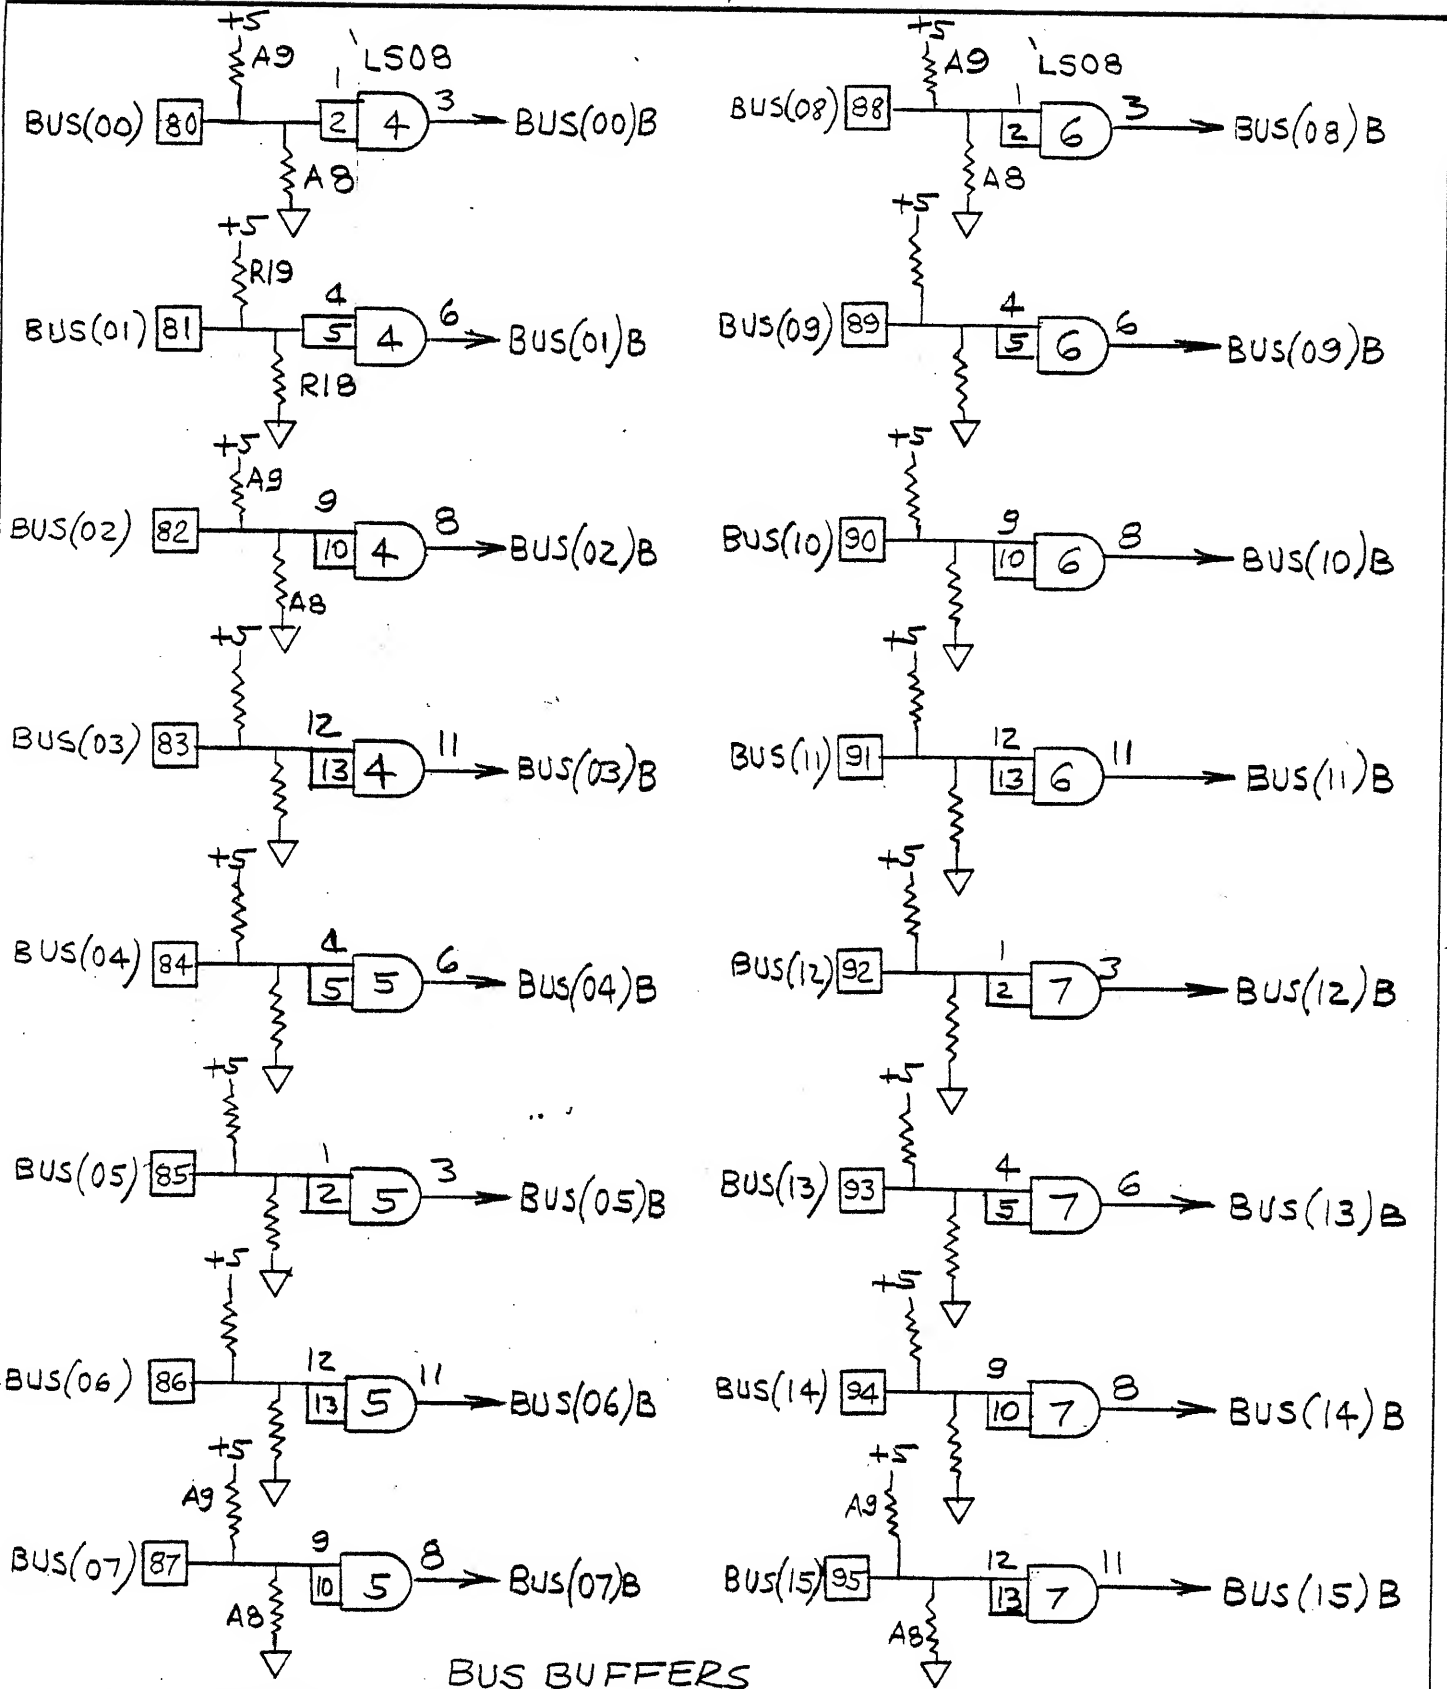 +5
A9 1 LS08
BUS(00) 80 2 4 3 BUS(00)B
A8
+5
R19 4
BUS(01) 81 5 4 6 BUS(01)B
R18
+5
A9 9
BUS(02) 82 10 4 8 BUS(02)B
A8
+5
12
BUS(03) 83 13 4 11 BUS(03)B
+5
4
BUS(04) 84 5 5 6 BUS(04)B
+5
1
BUS(05) 85 2 5 3 BUS(05)B
+5
12
BUS(06) 86 13 5 11 BUS(06)B
+5
A9 9
BUS(07) 87 10 5 8 BUS(07)B
A8
+5
A9 1 LS08
BUS(08) 88 2 6 3 BUS(08)B
A8
+5
4
BUS(09) 89 5 6 6 BUS(09)B
+5
9
BUS(10) 90 10 6 8 BUS(10)B
+5
12
BUS(11) 91 13 6 11 BUS(11)B
+5
1
BUS(12) 92 2 7 3 BUS(12)B
+5
4
BUS(13) 93 5 7 6 BUS(13)B
+5
9
BUS(14) 94 10 7 8 BUS(14)B
+5
A9 12
BUS(15) 95 13 7 11 BUS(15)B
A8
BUS BUFFERS